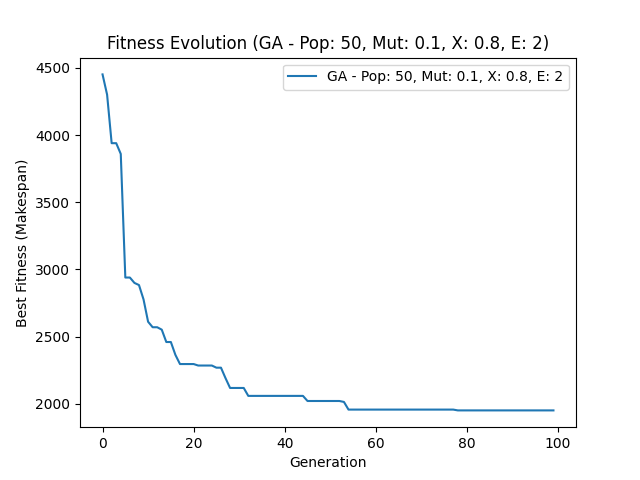 Fitness Evolution (GA - Pop: 50, Mut: 0.1, X: 0.8, E: 2)
GA - Pop: 50, Mut: 0.1, X: 0.8, E: 2
Best Fitness (Makespan)
4500
4000
3500
3000
2500
2000
0 20 40 60 80 100
Generation